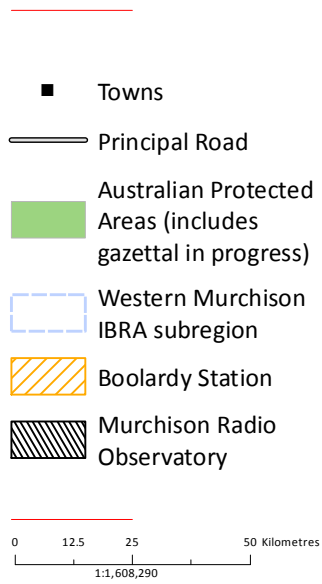 Towns
Principal Road
Australian Protected
Areas (includes
gazettal in progress)
Western Murchison
IBRA subregion
Boolardy Station
Murchison Radio
Observatory
0 12.5 25 50 Kilometres
1:1,608,290